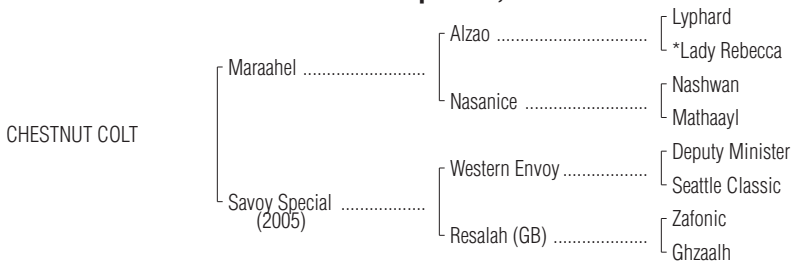 Lyphard
Alzao ................................
*Lady Rebecca
Maraahel ..........................
Nashwan
Nasanice ..........................
Mathaayl
CHESTNUT COLT
Deputy Minister
Western Envoy ..................
Seattle Classic
Savoy Special ..................
(2005)
Zafonic
Resalah (GB) ....................
Ghzaalh